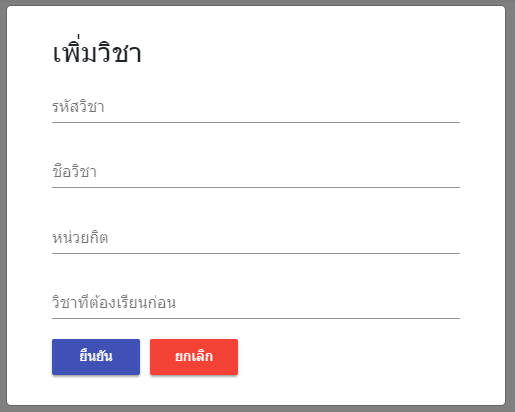 เพิ่มวิชา
รหัสวิชา
ชื่อวิชา
หน่วยกิต
วิชาที่ต้องเรียนก่อน
ยืนยัน
ยกเลิก